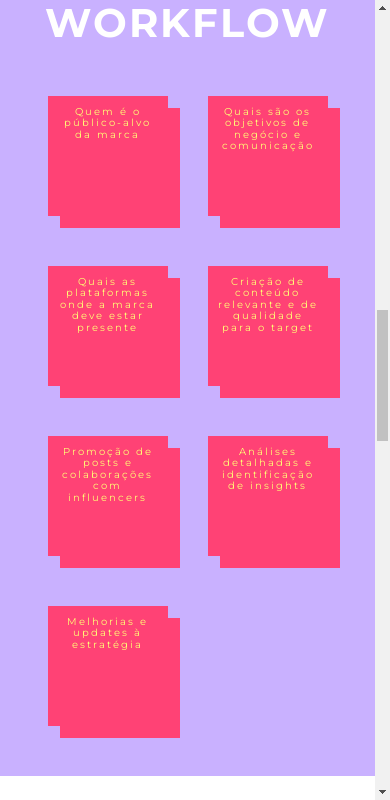 WORKFLOW
Quem é o
público-alvo
da marca
Quais são os
objetivos de
negócio e
comunicação
Quais as
plataformas
onde a marca
deve estar
presente
Criação de
conteúdo
relevante e de
qualidade
para o target
Promoção de
posts e
colaborações
com
influencers
Análises
detalhadas e
identificação
de insights
Melhorias e
updates à
estratégia